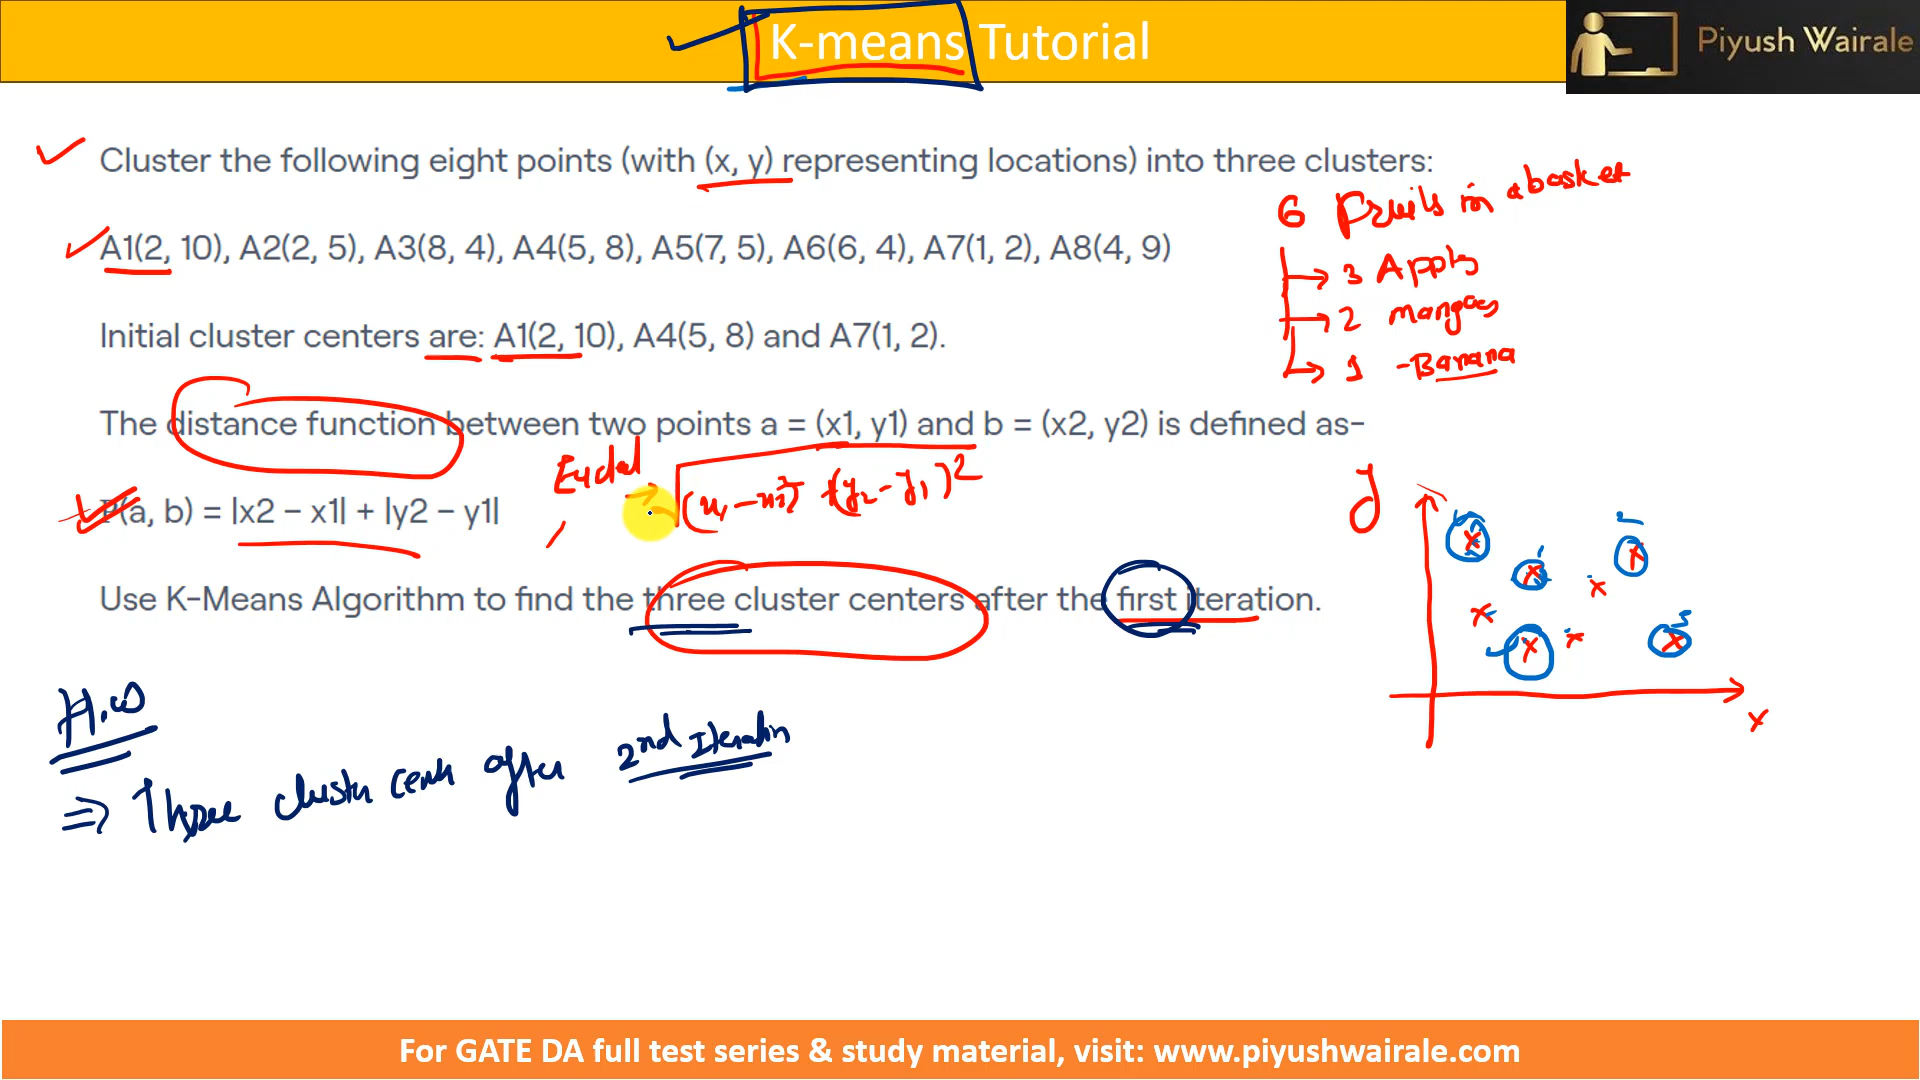 K-means Tutorial
Piyush Wairale
Cluster the following eight points (with (x, y) representing locations) into three clusters:
6 Fruits in a basket
A1(2, 10), A2(2, 5), A3(8, 4), A4(5, 8), A5(7, 5), A6(6, 4), A7(1, 2), A8(4, 9)
3 Apples
2 mangoes
1 - Banana
Initial cluster centers are: A1(2, 10), A4(5, 8) and A7(1, 2).
The distance function between two points a = (x1, y1) and b = (x2, y2) is defined as-
P(a, b) = |x2 – x1| + |y2 – y1|
y
x
Use K-Means Algorithm to find the three cluster centers after the first iteration.
H.W
⇒ Three cluster after 2nd Iteration
For GATE DA full test series & study material, visit: www.piyushwairale.com